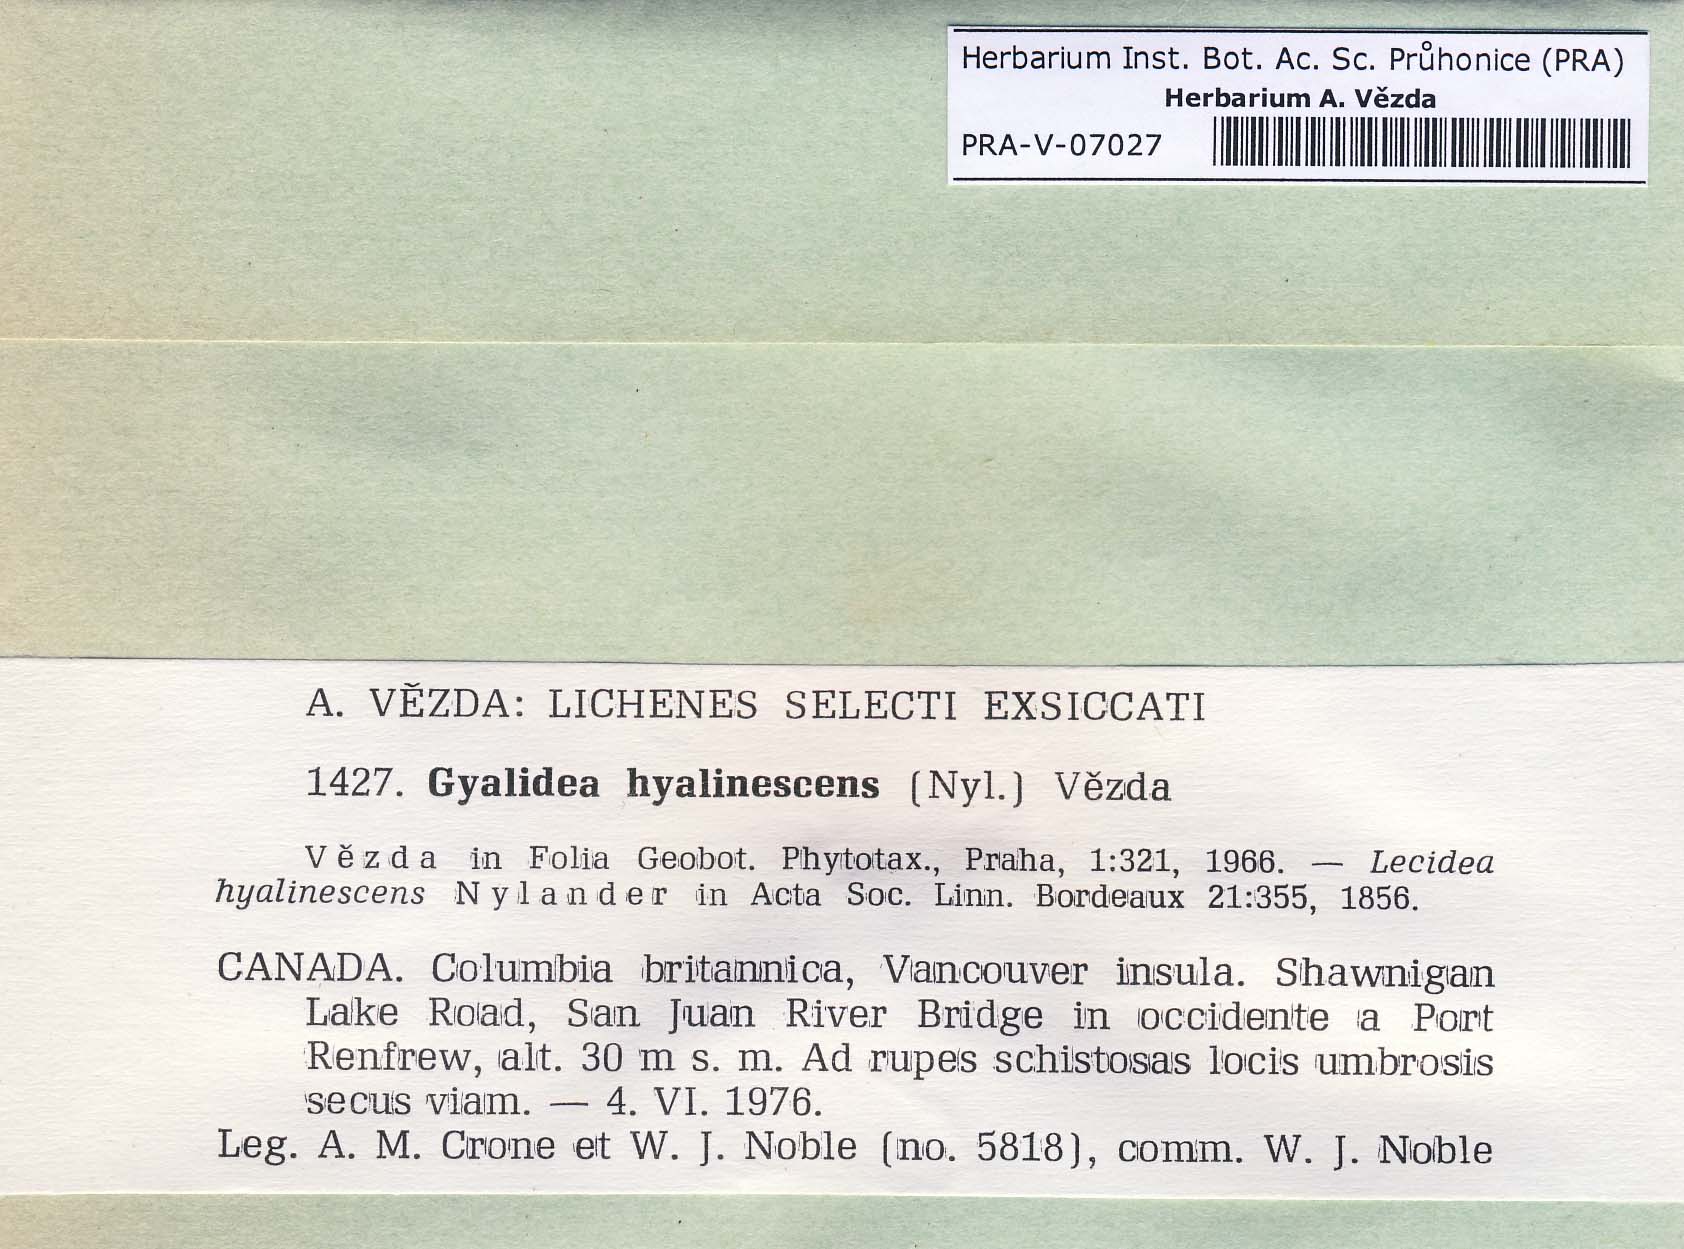 Herbarium Inst. Bot. Ac. Sc. Průhonice (PRA)
Herbarium A. Vězda
PRA-V-07027
A. VĚZDA: LICHENES SELECTI EXSICCATI
1427. Gyalidea hyalinescens (Nyl.) Vězda
Vězda in Folia Geobot. Phytotax., Praha, 1:321, 1966. — Lecidea
hyalinescens Nylander in Acta Soc. Linn. Bordeaux 21:355, 1856.
CANADA. Columbia britannica, Vancouver insula. Shawnigan
Lake Road, San Juan River Bridge in occidente a Port
Renfrew, alt. 30 m s. m. Ad rupes schistosas locis umbrosis
secus viam. — 4. VI. 1976.
Leg. A. M. Crone et W. J. Noble (no. 5818), comm. W. J. Noble